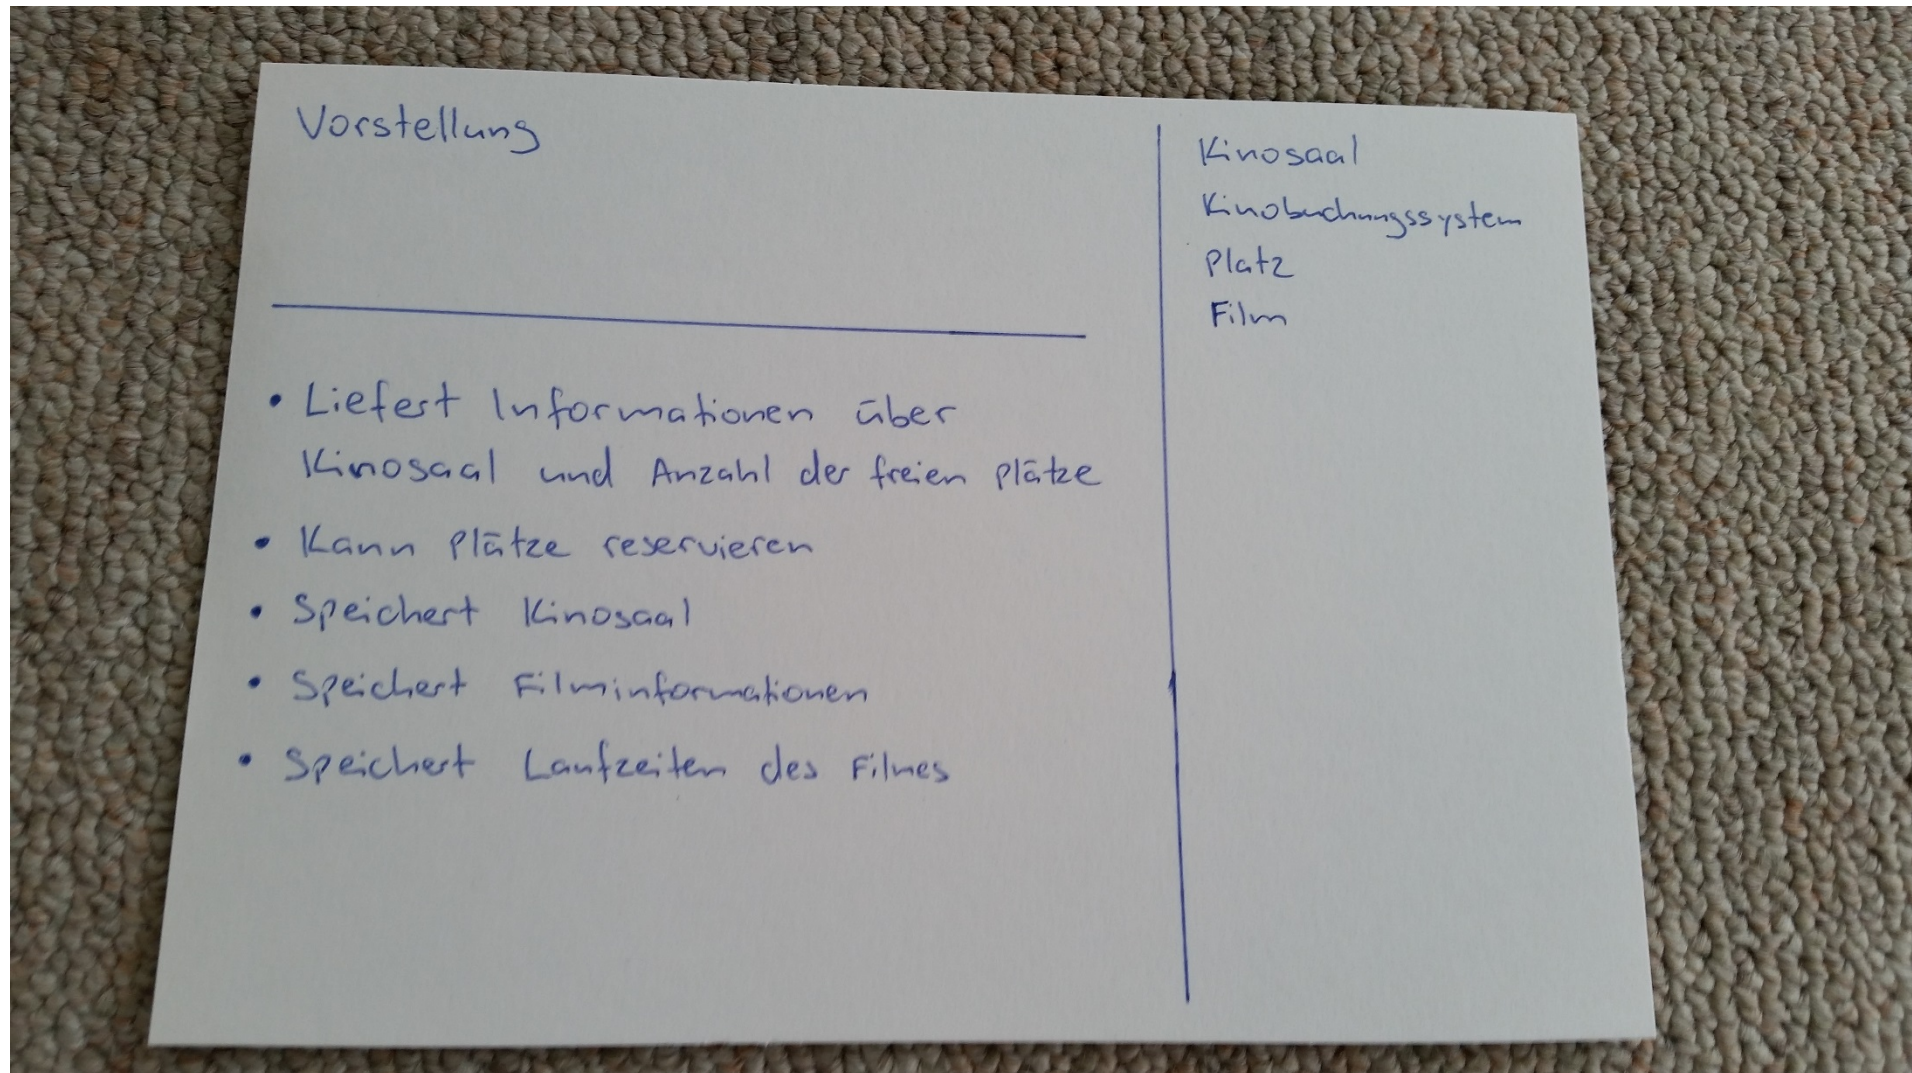 Vorstellung
• Liefert Informationen über
Kinosaal und Anzahl der freien Plätze
• Kann Plätze reservieren
• Speichert Kinosaal
• Speichert Filminformationen
• Speichert Laufzeiten des Filmes
Kinosaal
Kinobuchungssystem
Platz
Film